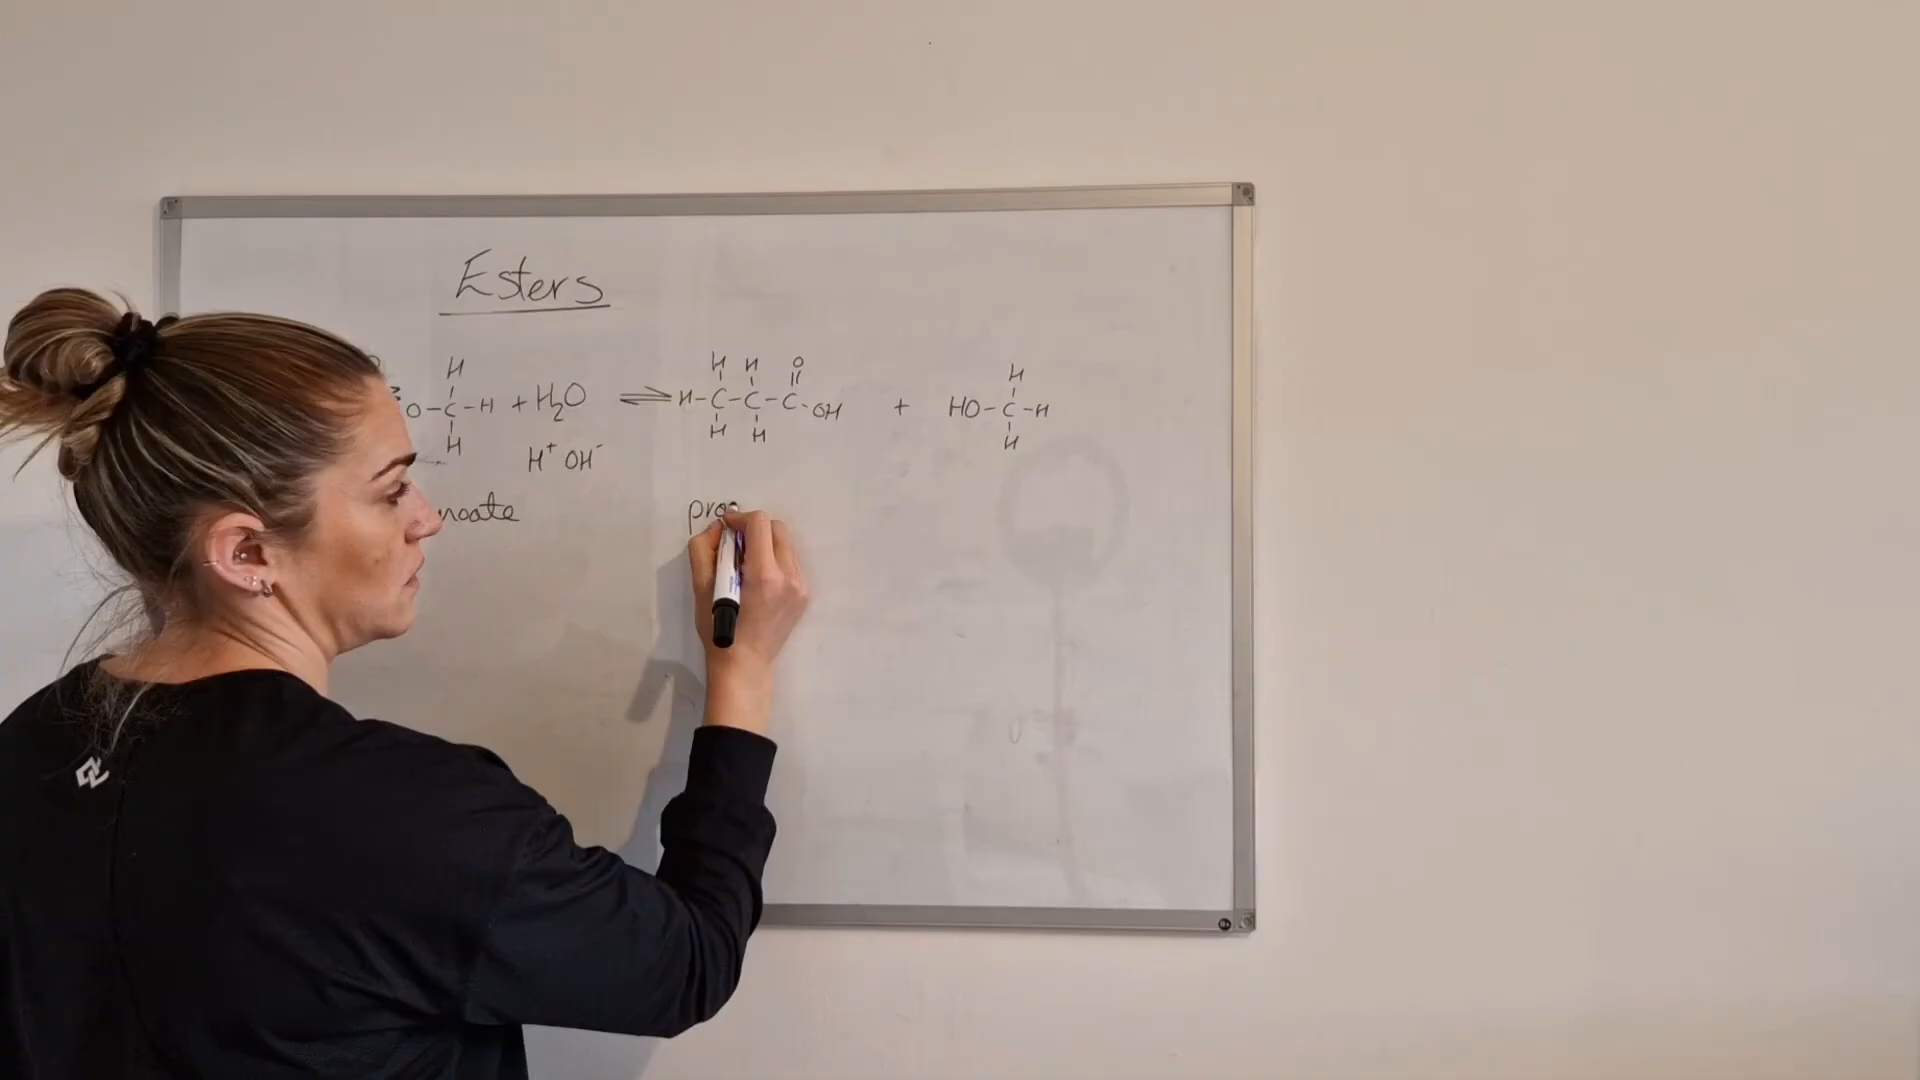 Esters
H H H O H
O-C-H + H₂O ⇌ H-C-C-C-OH + HO-C-H
H H H H
H⁺ OH⁻
noate pro